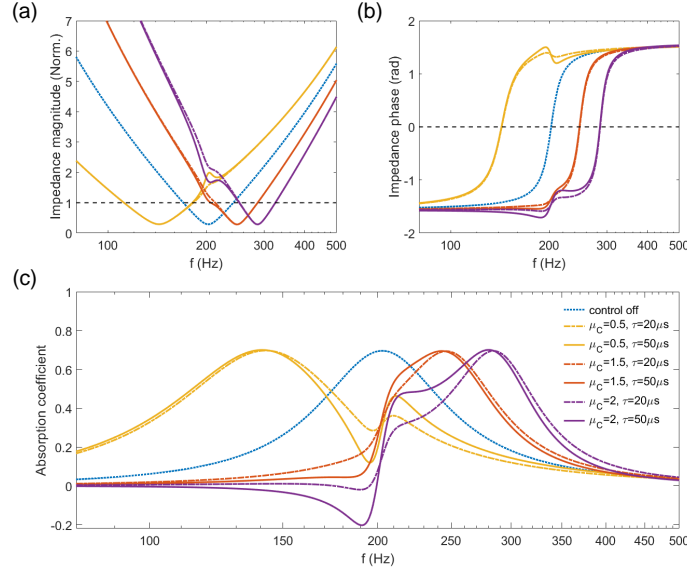 (a)
Impedance magnitude (Norm.)
7
6
5
4
3
2
1
0
100
200
290
500
f (Hz)
(b)
Impedance phase (rad)
2
1
0
-1
-2
100
200
300
400
500
f (Hz)
(c)
Absorption coefficient
1
0.8
0.6
0.4
0.2
0
-0.2
100
150
200
250
300
350
400
450
500
f (Hz)
control off
μC=0.5, τ=20μs
μC=0.5, τ=50μs
μC=1.5, τ=20μs
μC=1.5, τ=50μs
μC=2, τ=20μs
μC=2, τ=50μs